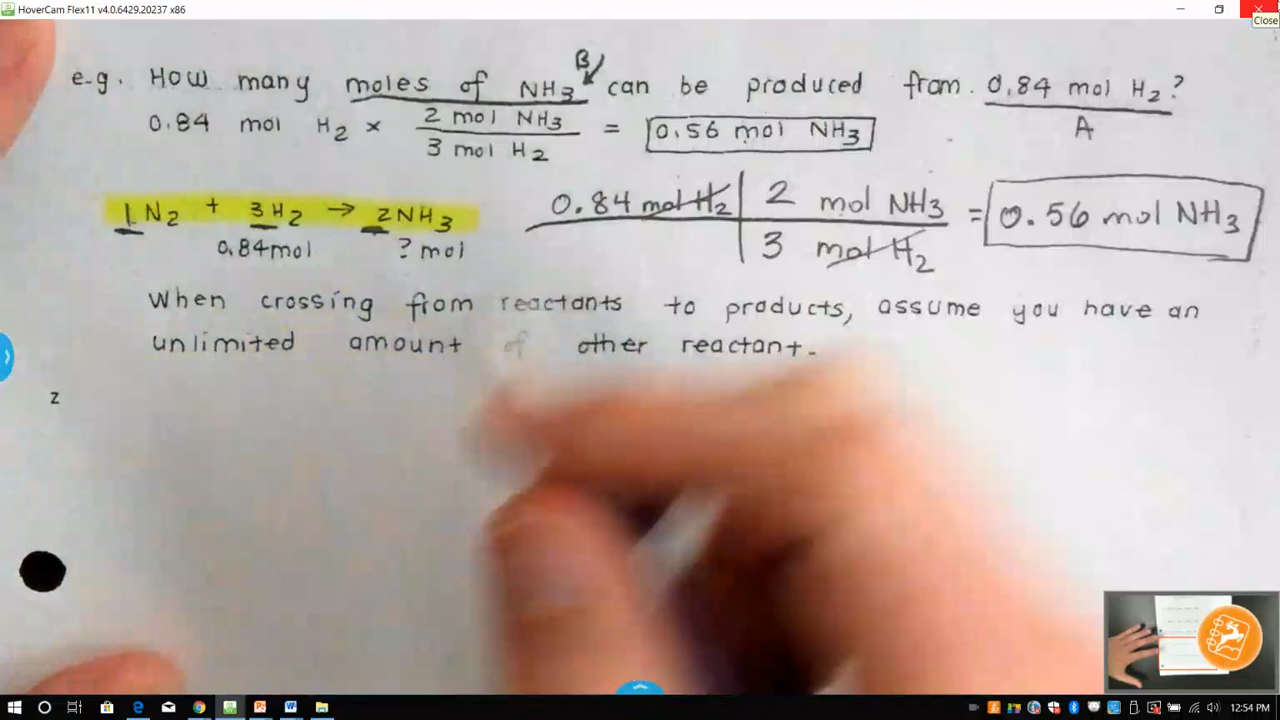 HoverCam Flex11 v4.0.6429.20237 x86
Close
B
e.g. How many moles of NH3 can be produced from 0.84 mol H2?
A
0.84 mol H2 × 2 mol NH3 / 3 mol H2 = 0.56 mol NH3
1N2 + 3H2 → 2NH3
0.84mol ? mol
0.84 mol H2 | 2 mol NH3 / 3 mol H2 = 0.56 mol NH3
When crossing from reactants to products, assume you have an
unlimited amount of other reactant.
z
12:54 PM